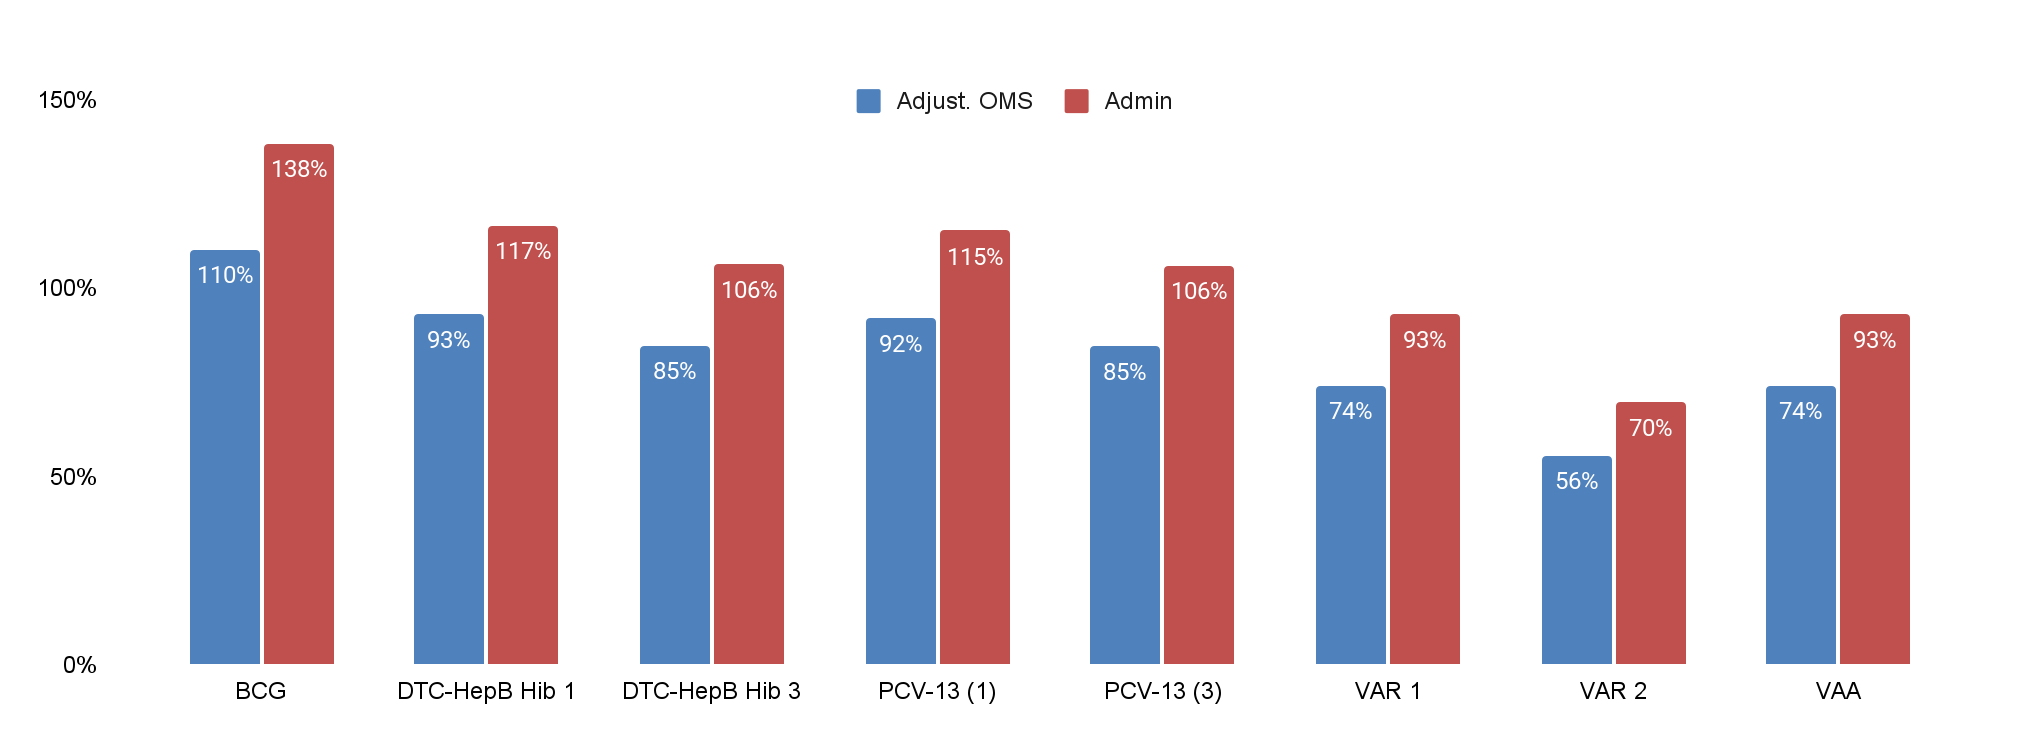 Adjust. OMS
Admin
150%
100%
50%
0%
110%
138%
93%
117%
85%
106%
92%
115%
85%
106%
74%
93%
56%
70%
74%
93%
BCG
DTC-HepB Hib 1
DTC-HepB Hib 3
PCV-13 (1)
PCV-13 (3)
VAR 1
VAR 2
VAA